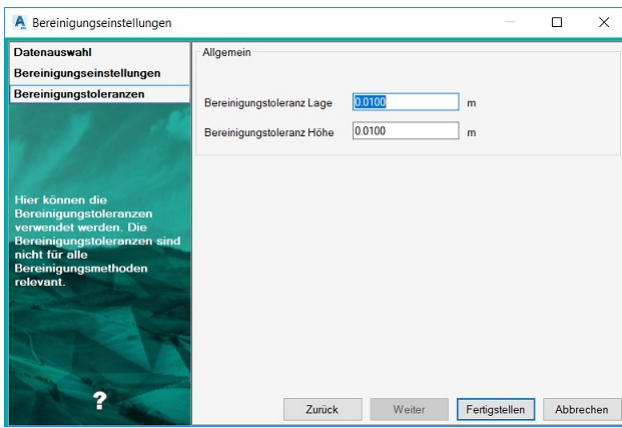 Bereinigungseinstellungen
Datenauswahl
Bereinigungseinstellungen
Bereinigungstoleranzen
Hier können die
Bereinigungstoleranzen
verwendet werden. Die
Bereinigungstoleranzen sind
nicht für alle
Bereinigungsmethoden
relevant.
?
Allgemein
Bereinigungstoleranz Lage 0.0100 m
Bereinigungstoleranz Höhe 0.0100 m
Zurück Weiter Fertigstellen Abbrechen